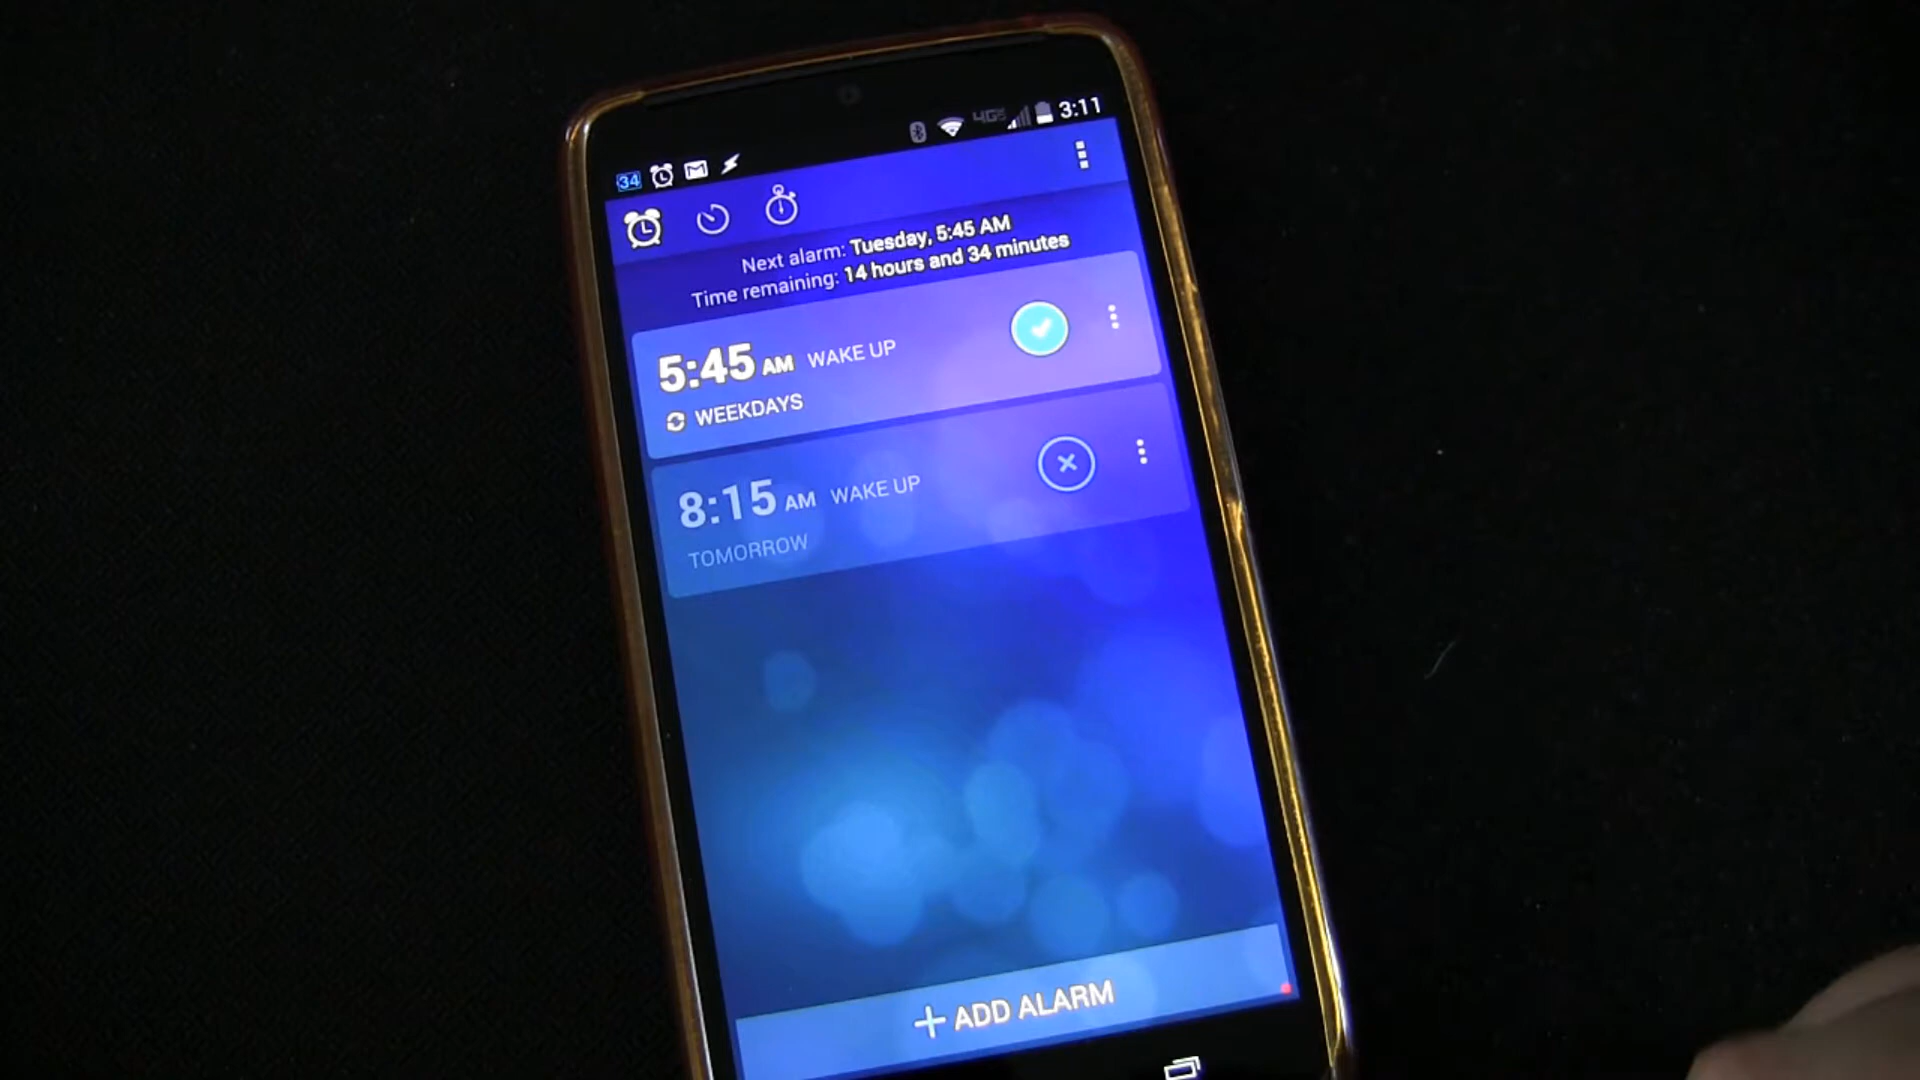 4G 3:11
34
Next alarm: Tuesday, 5:45 AM
Time remaining: 14 hours and 34 minutes
5:45 AM WAKE UP
WEEKDAYS
8:15 AM WAKE UP
TOMORROW
+ ADD ALARM